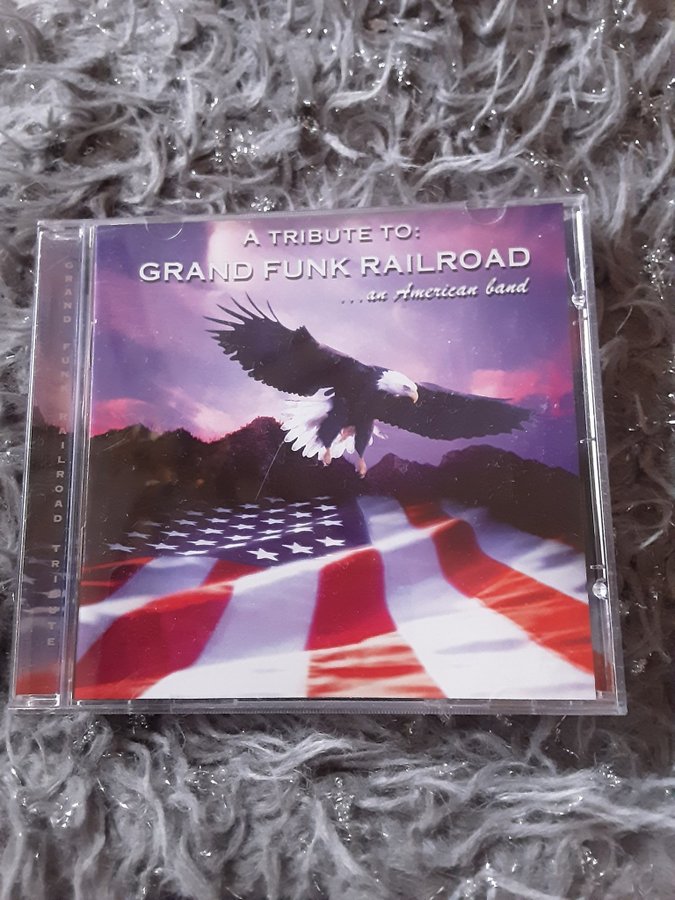 A TRIBUTE TO:
GRAND FUNK RAILROAD
...an American band
GRAND FUNK RAILROAD TRIBUTE